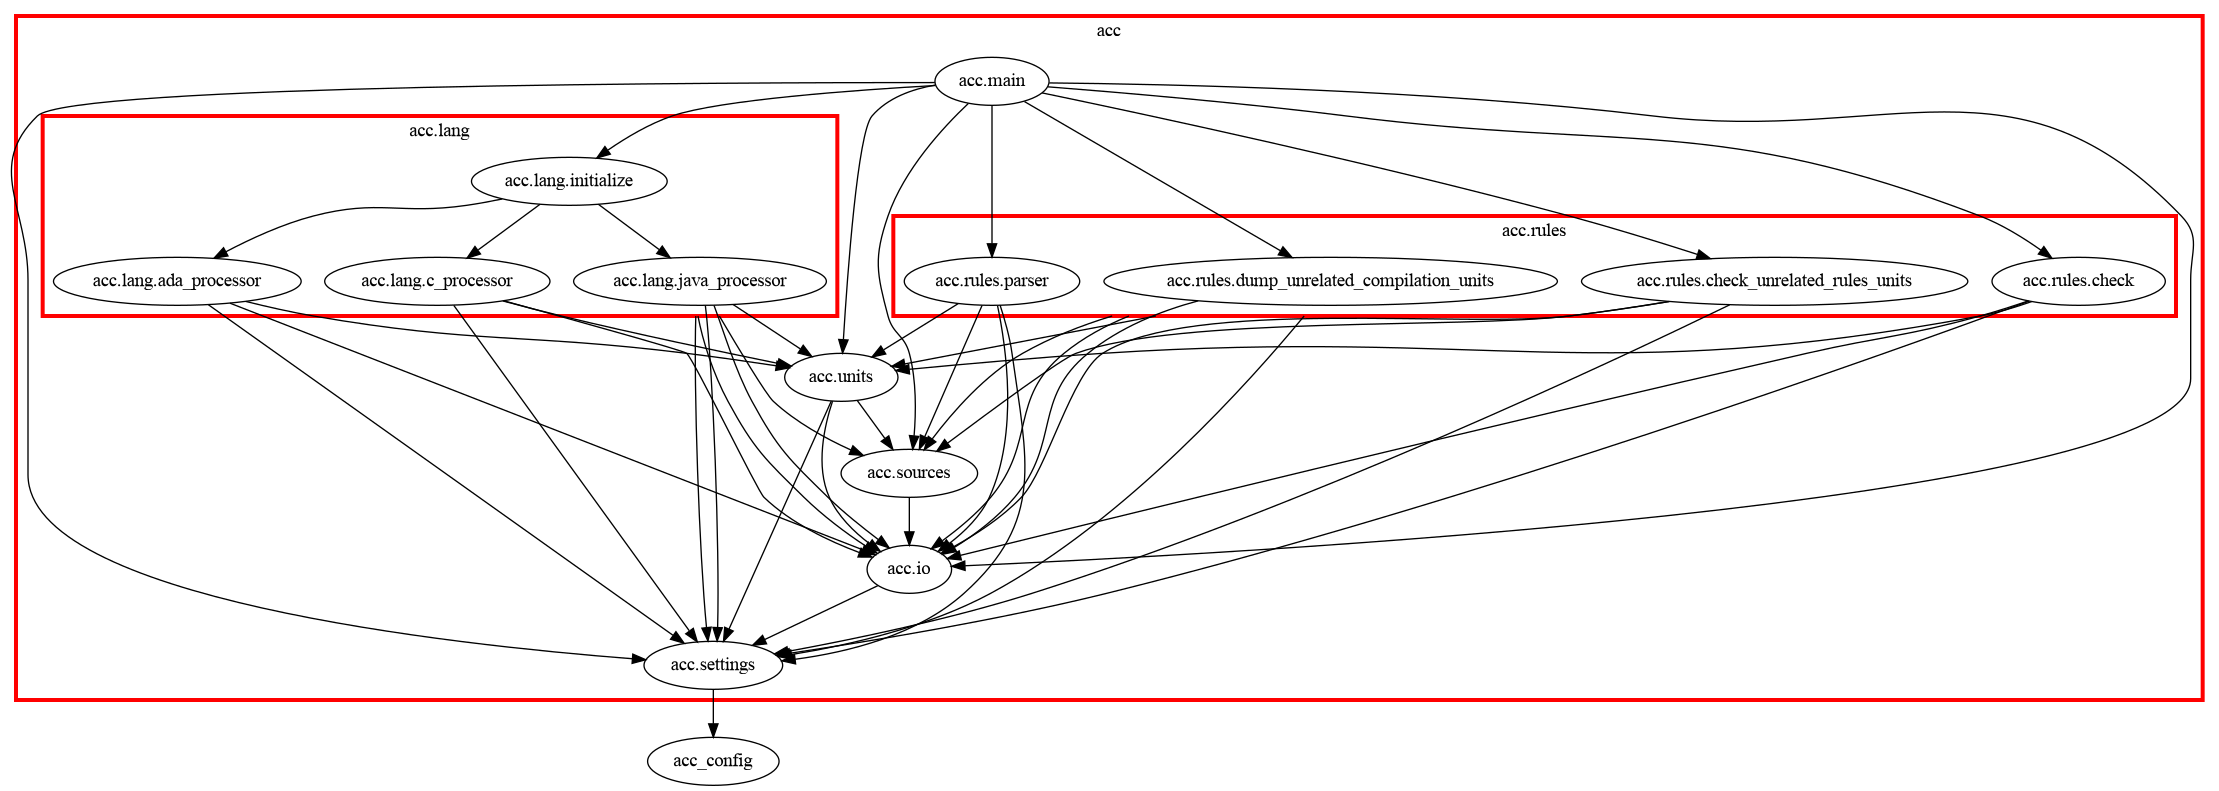 acc
acc.main
acc.lang
acc.lang.initialize
acc.rules
acc.lang.ada_processor
acc.lang.c_processor
acc.lang.java_processor
acc.rules.parser
acc.rules.dump_unrelated_compilation_units
acc.rules.check_unrelated_rules_units
acc.rules.check
acc.units
acc.sources
acc.io
acc.settings
acc_config